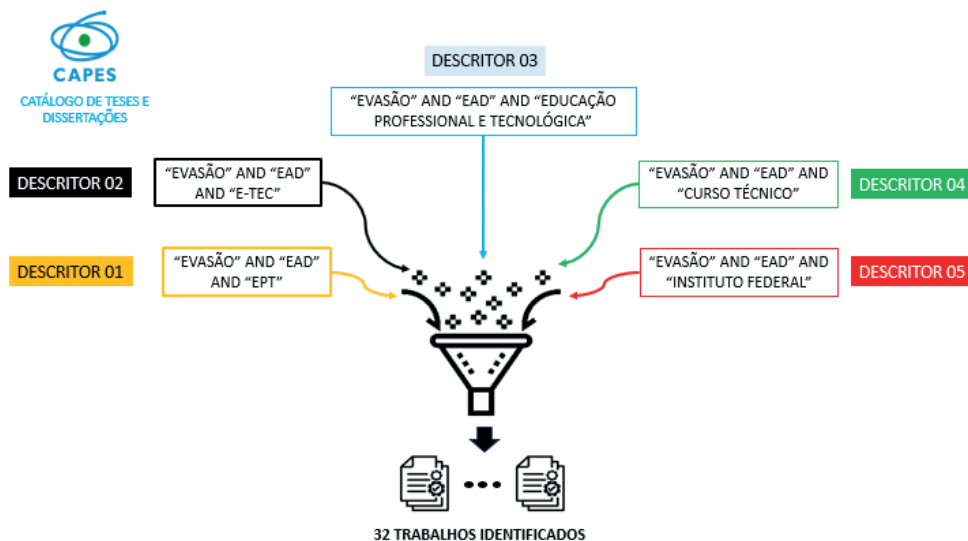 CAPES
CATÁLOGO DE TESES E
DISSERTAÇÕES
DESCRITOR 03
"EVASÃO" AND "EAD" AND "EDUCAÇÃO
PROFISSIONAL E TECNOLÓGICA"
DESCRITOR 02
"EVASÃO" AND "EAD"
AND "E-TEC"
"EVASÃO" AND "EAD" AND
"CURSO TÉCNICO"
DESCRITOR 04
DESCRITOR 01
"EVASÃO" AND "EAD"
AND "EPT"
"EVASÃO" AND "EAD" AND
"INSTITUTO FEDERAL"
DESCRITOR 05
32 TRABALHOS IDENTIFICADOS